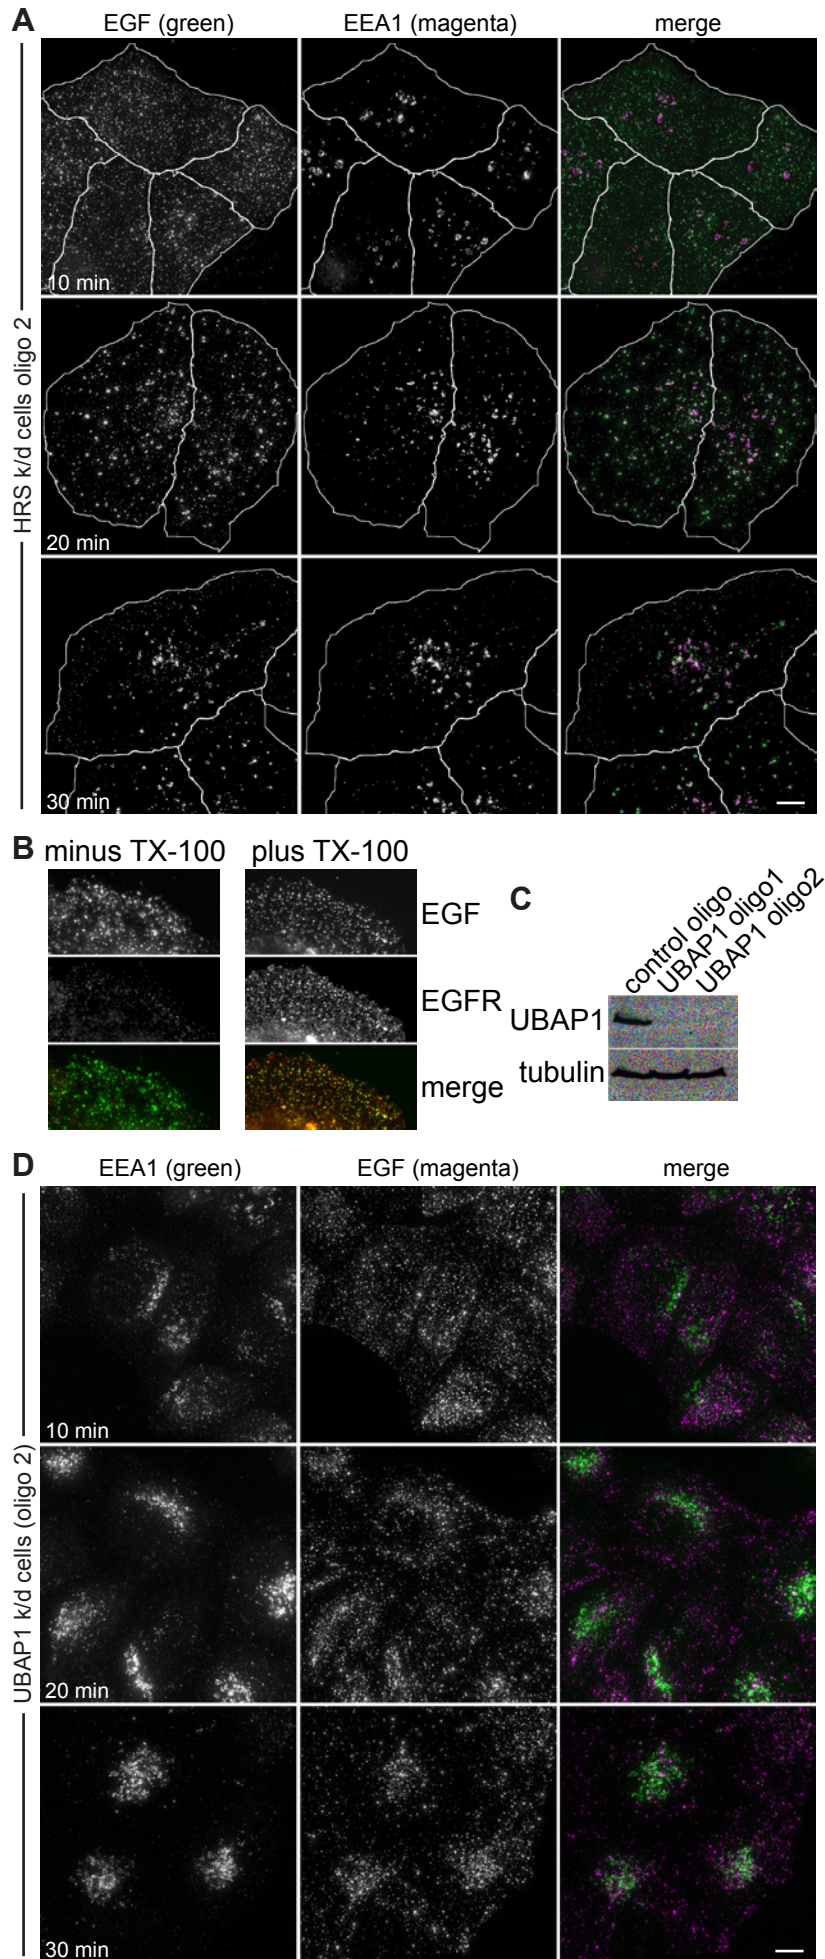 A
EGF (green)
EEA1 (magenta)
merge
HRS k/d cells oligo 2
10 min
20 min
30 min
B
minus TX-100
plus TX-100
EGF
EGFR
merge
C
control oligo
UBAP1 oligo1
UBAP1 oligo2
UBAP1
tubulin
D
EEA1 (green)
EGF (magenta)
merge
UBAP1 k/d cells (oligo 2)
10 min
20 min
30 min